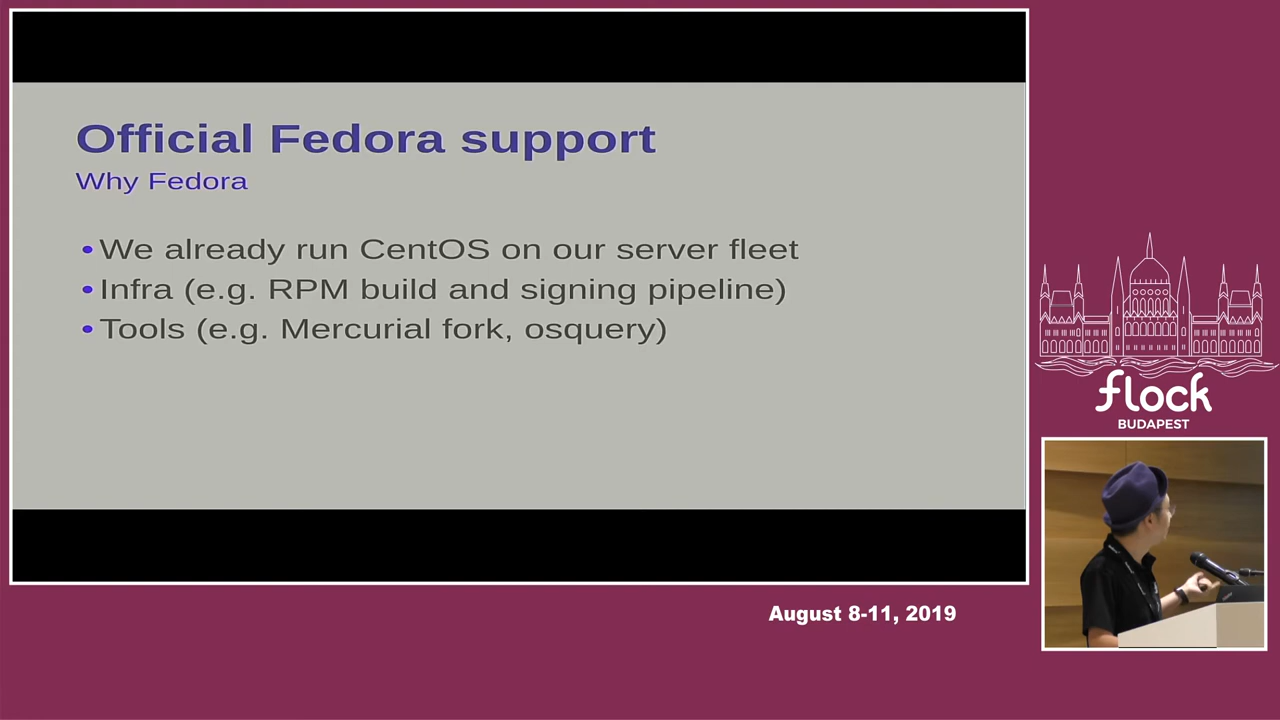 Official Fedora support
Why Fedora
• We already run CentOS on our server fleet
• Infra (e.g. RPM build and signing pipeline)
• Tools (e.g. Mercurial fork, osquery)
flock
BUDAPEST
August 8-11, 2019